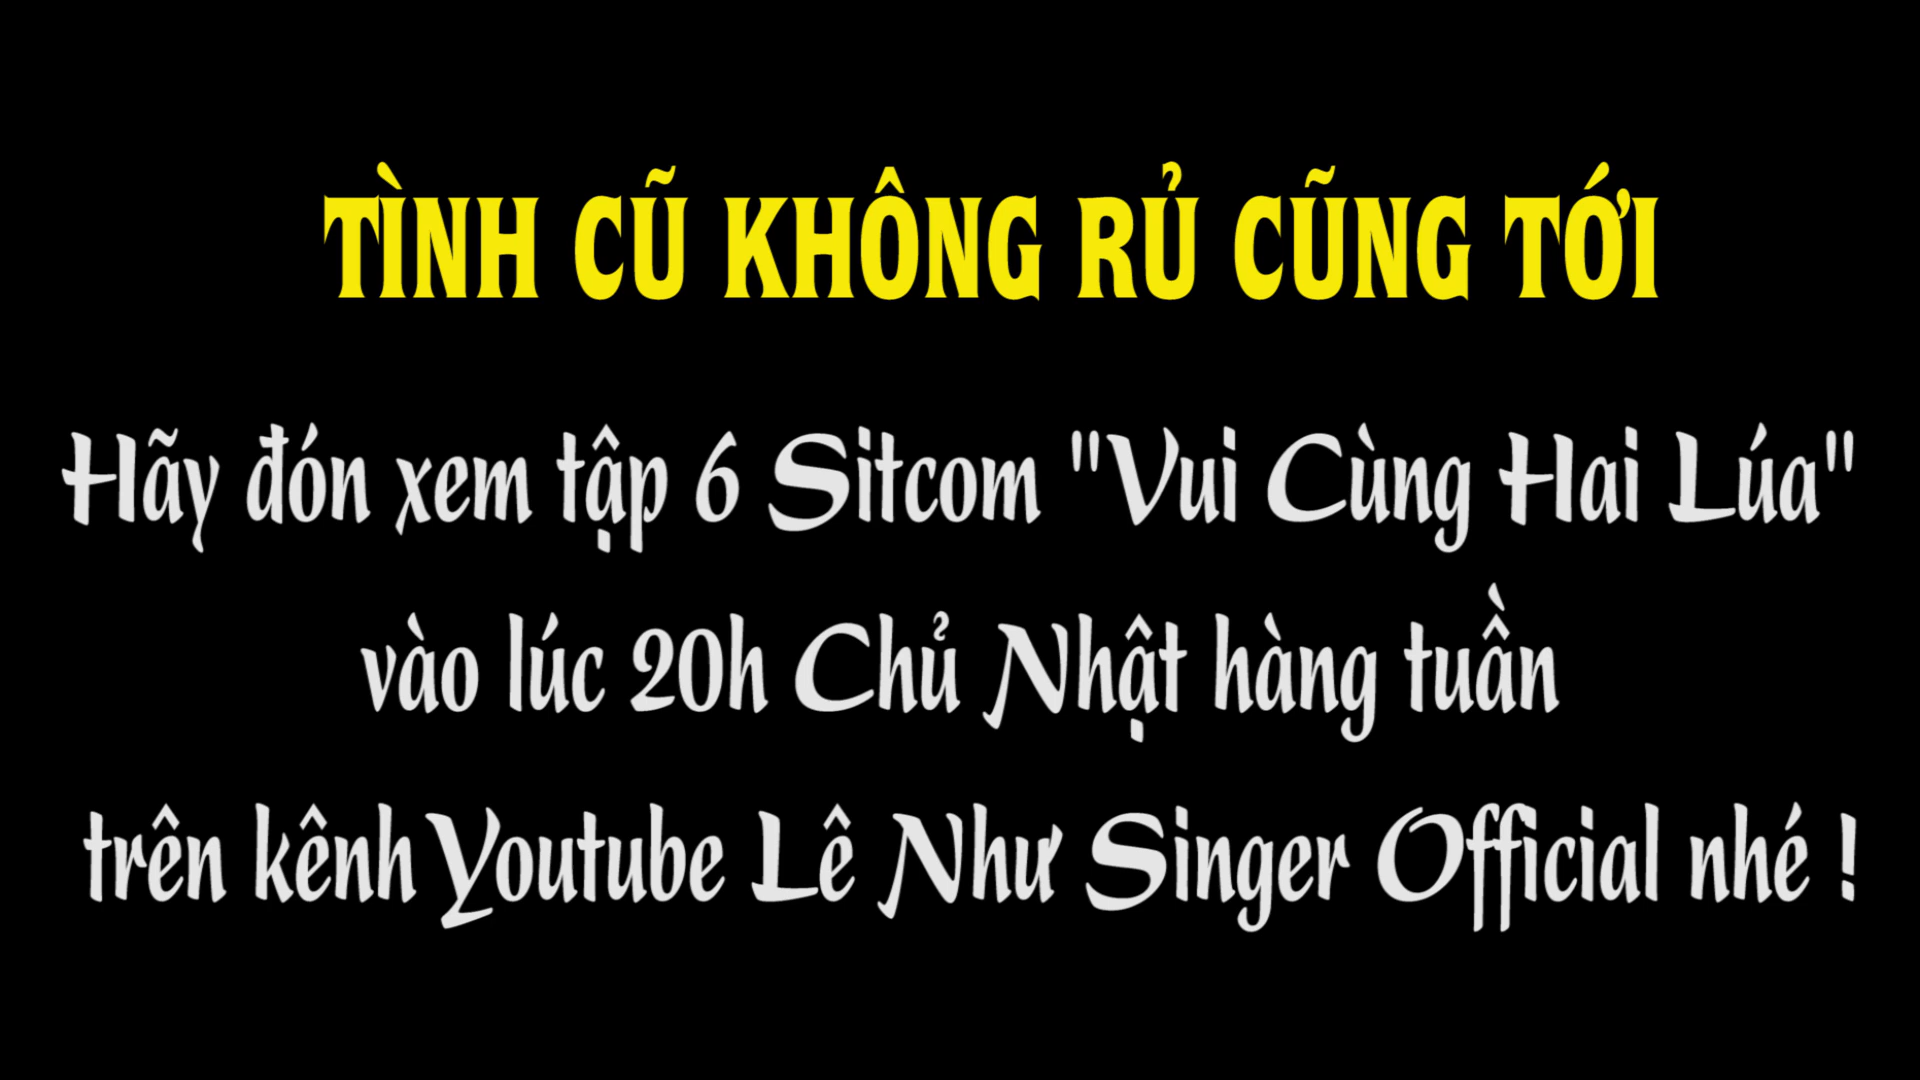 TÌNH CŨ KHÔNG RỦ CŨNG TỚI
Hãy đón xem tập 6 Sitcom "Vui Cùng Hai Lúa"
vào lúc 20h Chủ Nhật hàng tuần
trên kênh Youtube Lê Như Singer Official nhé !